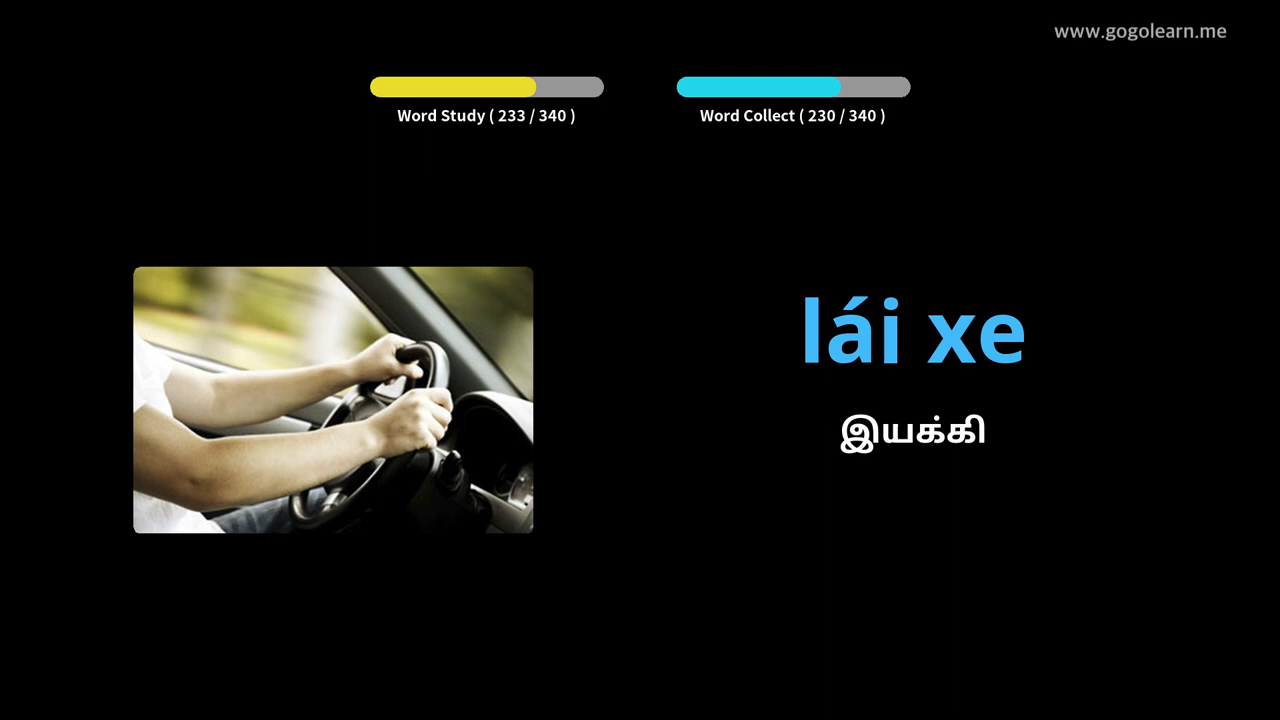 www.gogolearn.me
Word Study ( 233 / 340 )
Word Collect ( 230 / 340 )
lái xe
இயக்கி